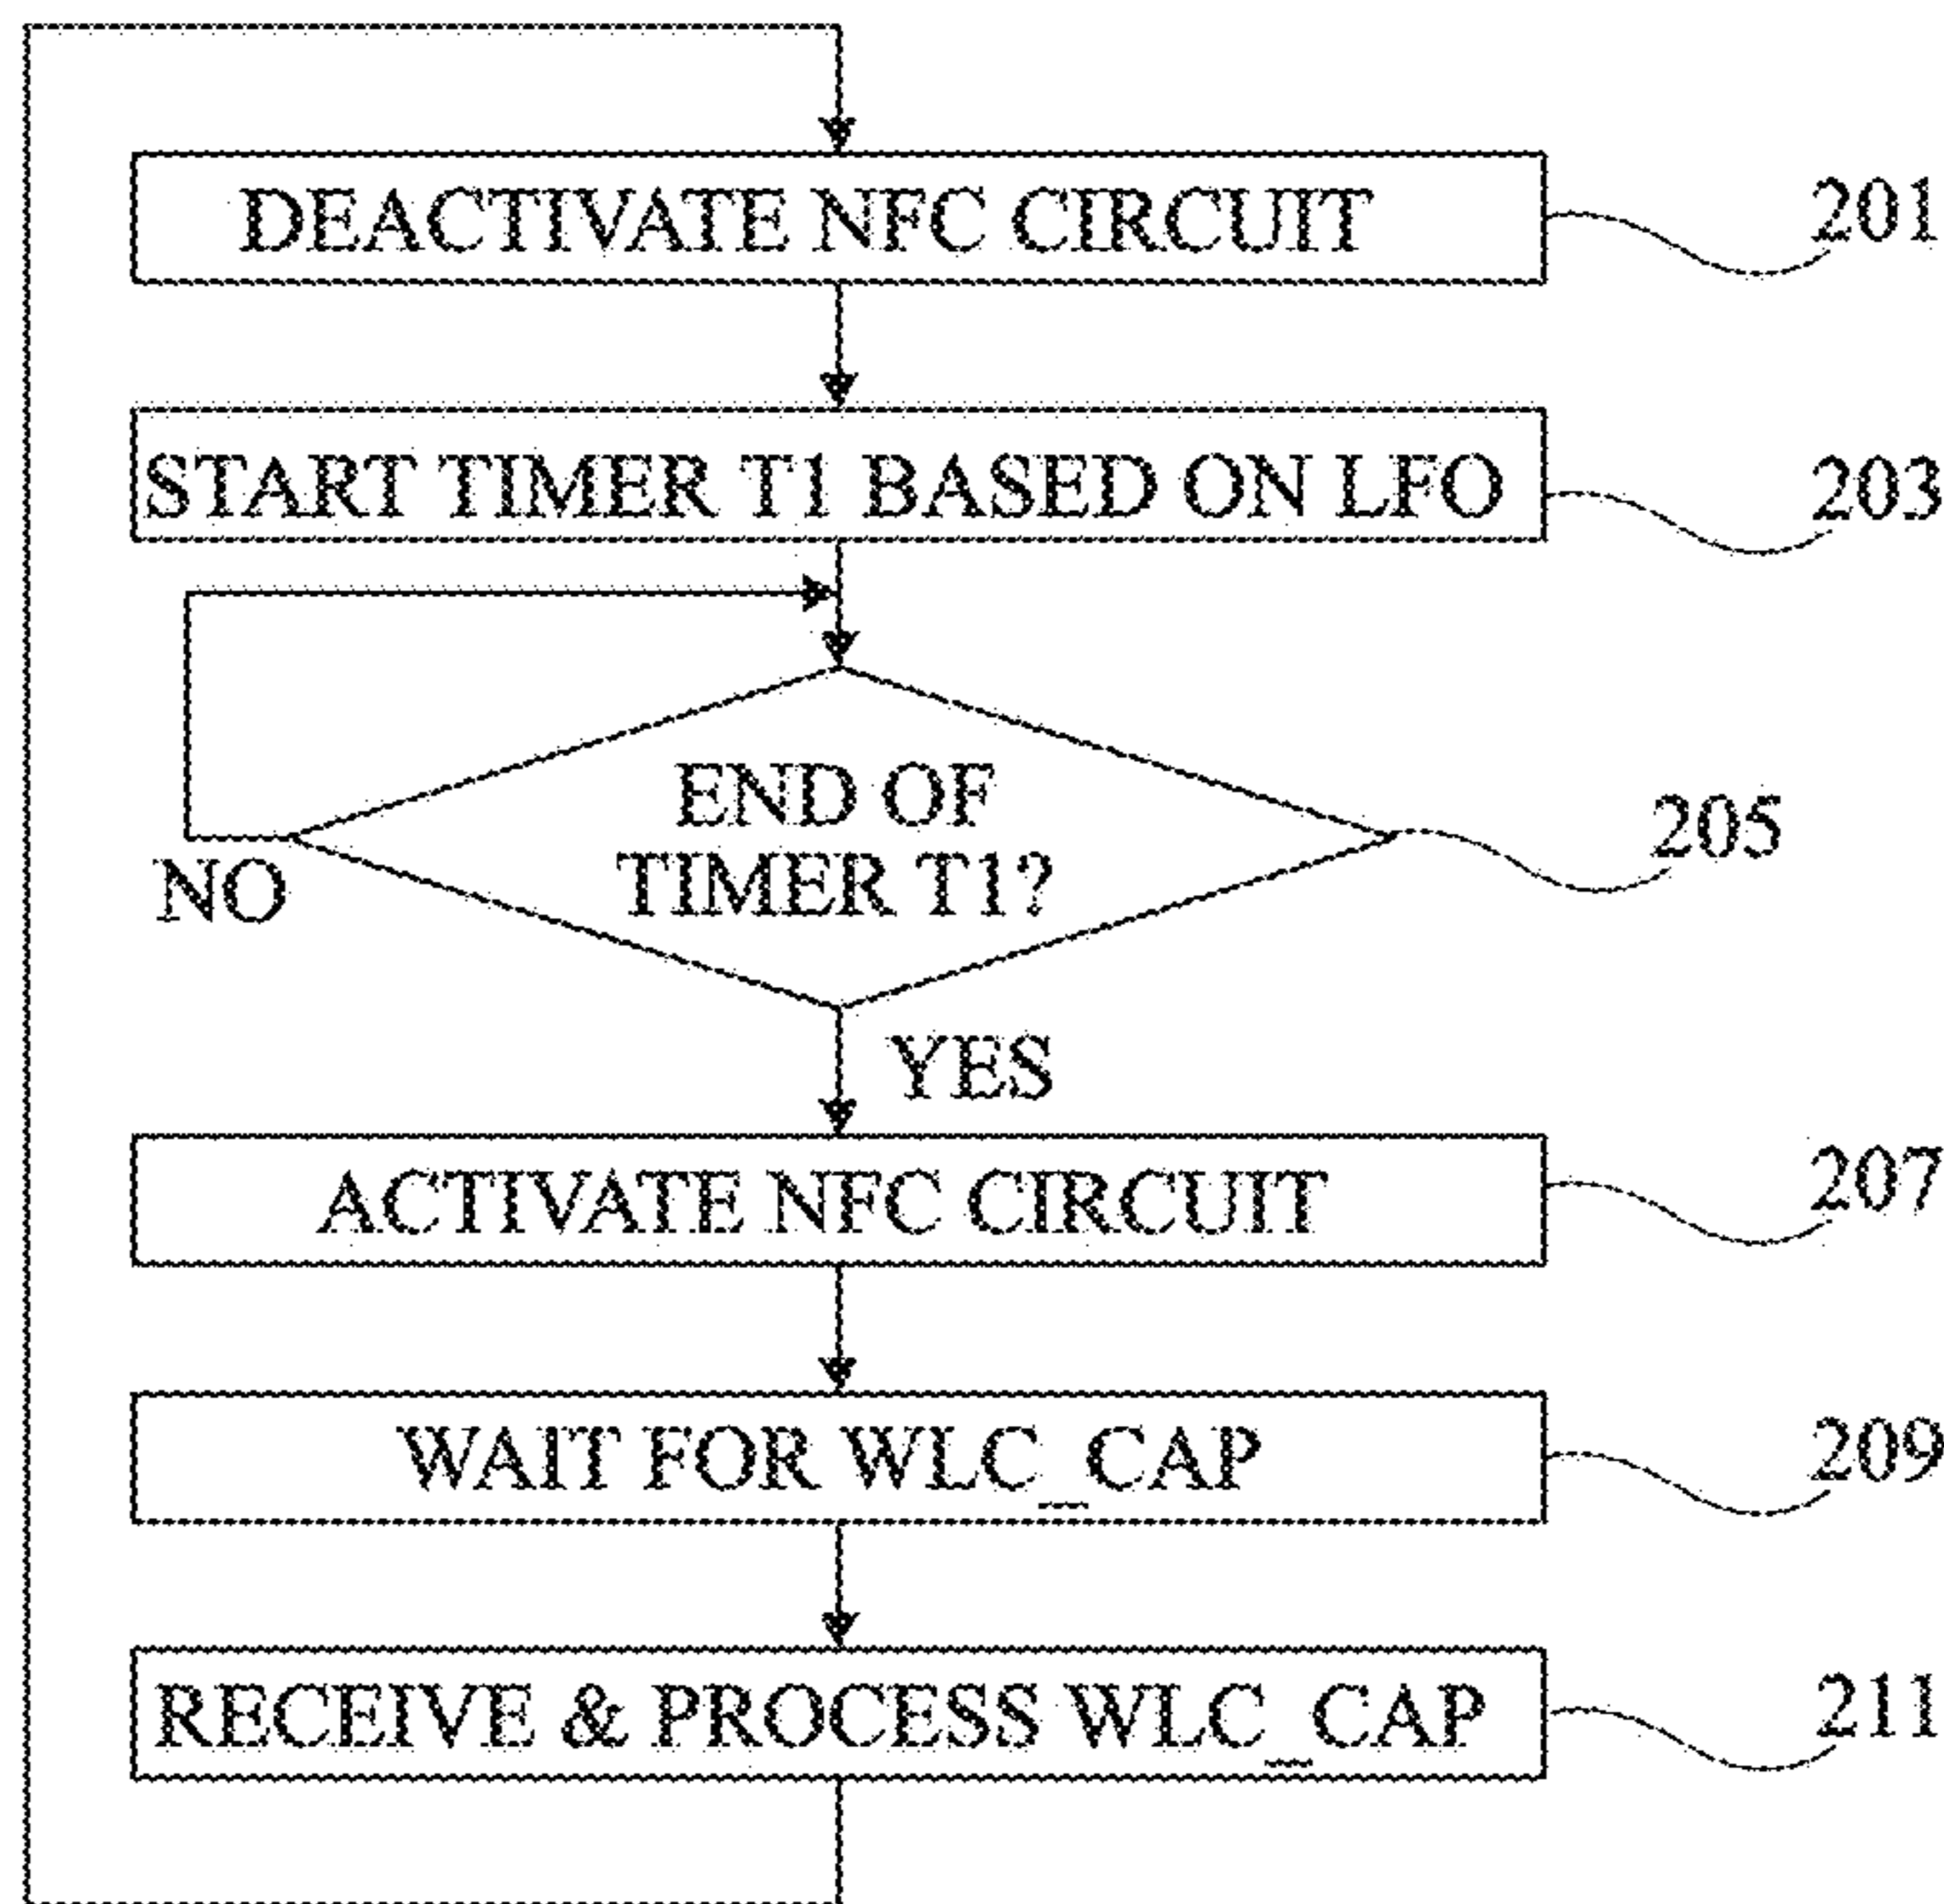 DEACTIVATE NFC CIRCUIT
201
START TIMER T1 BASED ON LFO
203
END OF
TIMER T1?
205
NO
YES
ACTIVATE NFC CIRCUIT
207
WAIT FOR WLC_CAP
209
RECEIVE & PROCESS WLC_CAP
211